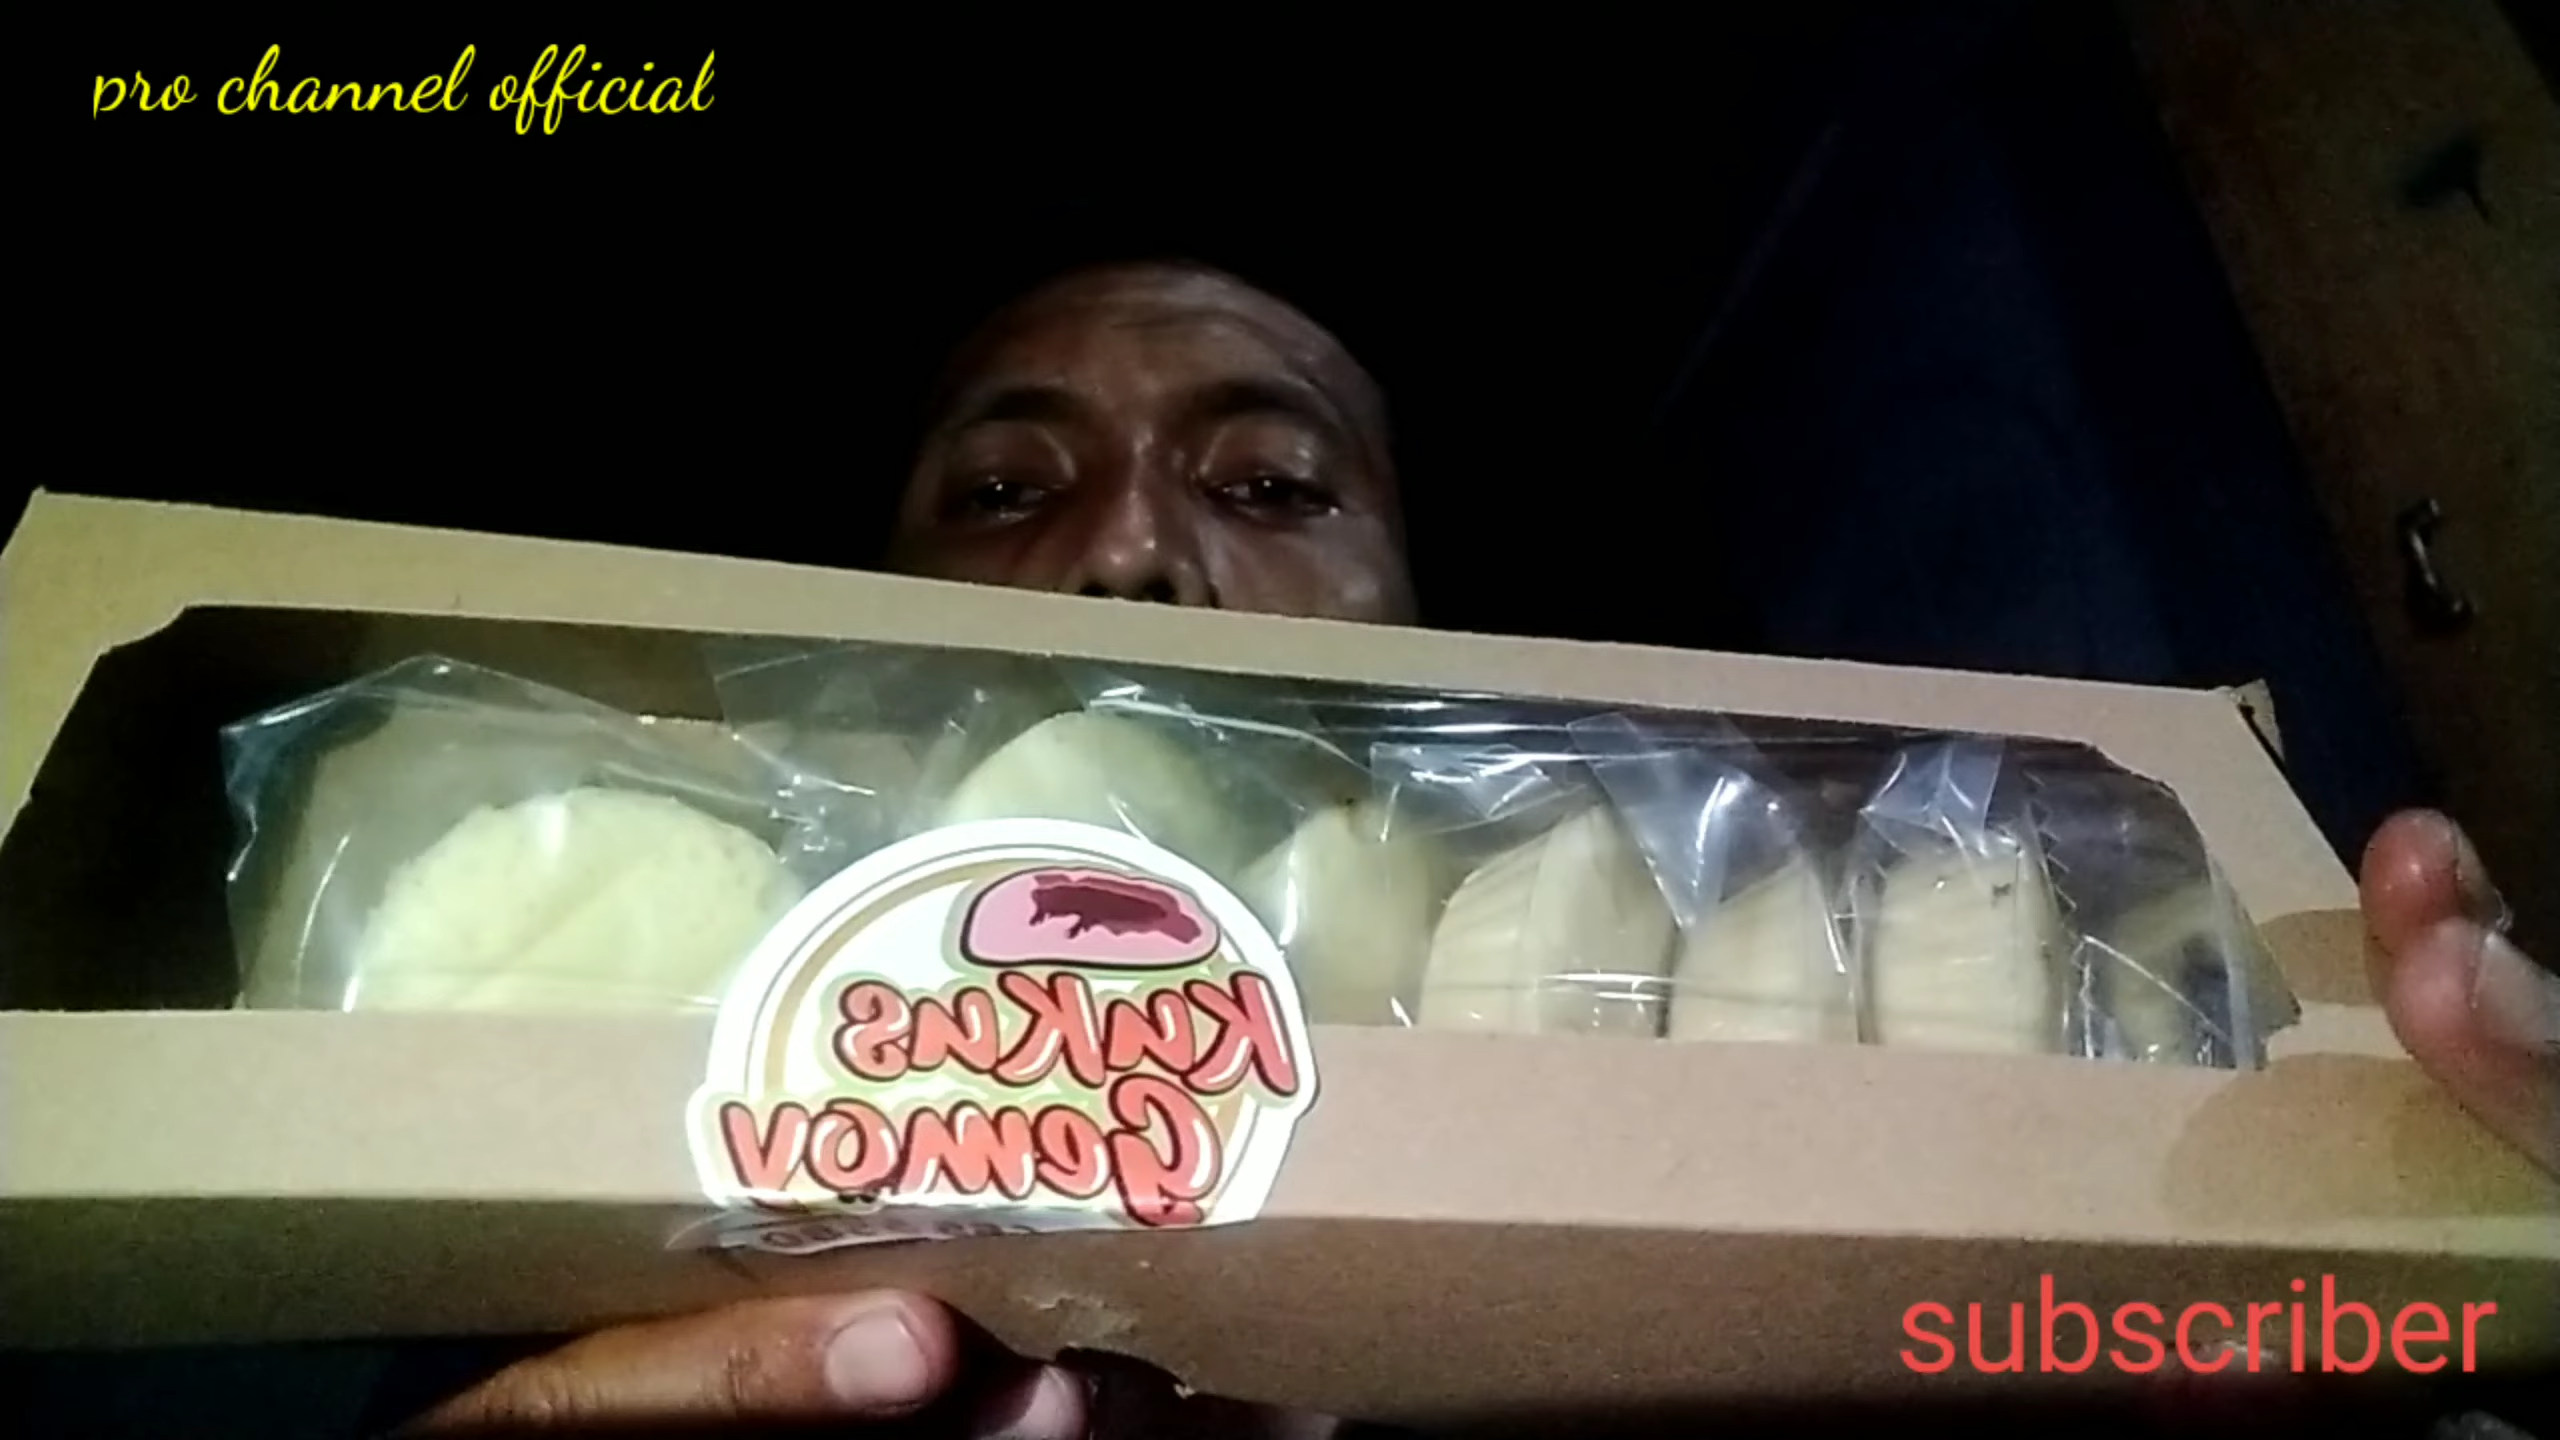 pro channel official
KuKus
Gemoy
subscriber